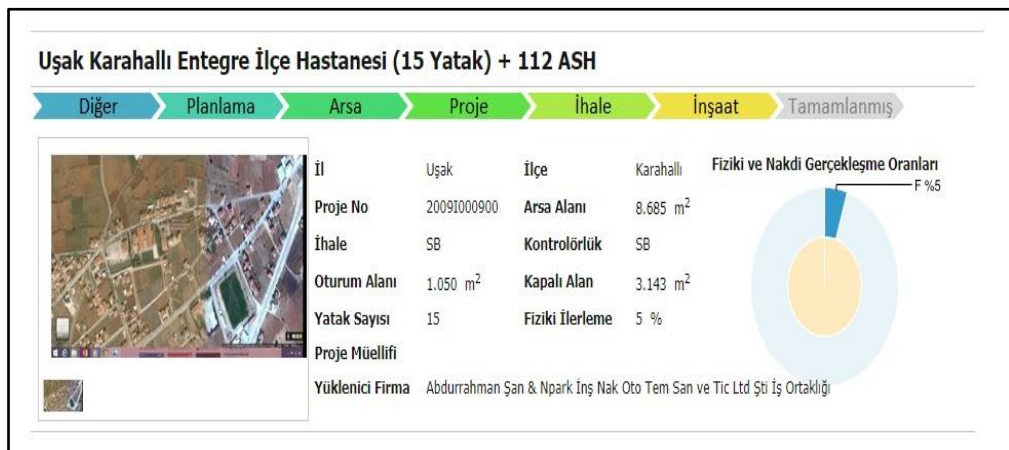 Uşak Karahallı Entegre İlçe Hastanesi (15 Yatak) + 112 ASH
Diğer Planlama Arsa Proje İhale İnşaat Tamamlanmış
İl Uşak İlçe Karahallı
Proje No 2009I000900 Arsa Alanı 8.685 m²
İhale SB Kontrolörlük SB
Oturum Alanı 1.050 m² Kapalı Alan 3.143 m²
Yatak Sayısı 15 Fiziki İlerleme 5 %
Proje Müellifi
Yüklenici Firma Abdurrahman Şan & Npark İnş Nak Oto Tem San ve Tic Ltd Şti İş Ortaklığı
Fiziki ve Nakdi Gerçekleşme Oranları
F %5